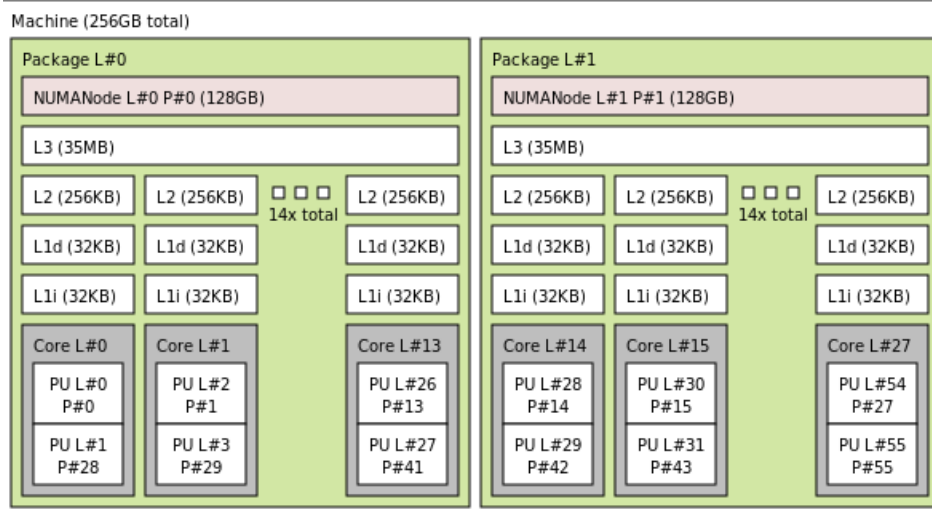 Machine (256GB total)
Package L#0
NUMANode L#0 P#0 (128GB)
L3 (35MB)
L2 (256KB) L2 (256KB) 14x total L2 (256KB)
L1d (32KB) L1d (32KB) L1d (32KB)
L1i (32KB) L1i (32KB) L1i (32KB)
Core L#0 Core L#1 Core L#13
PU L#0 PU L#2 PU L#26
P#0 P#1 P#13
PU L#1 PU L#3 PU L#27
P#28 P#29 P#41
Package L#1
NUMANode L#1 P#1 (128GB)
L3 (35MB)
L2 (256KB) L2 (256KB) 14x total L2 (256KB)
L1d (32KB) L1d (32KB) L1d (32KB)
L1i (32KB) L1i (32KB) L1i (32KB)
Core L#14 Core L#15 Core L#27
PU L#28 PU L#30 PU L#54
P#14 P#15 P#27
PU L#29 PU L#31 PU L#55
P#42 P#43 P#55